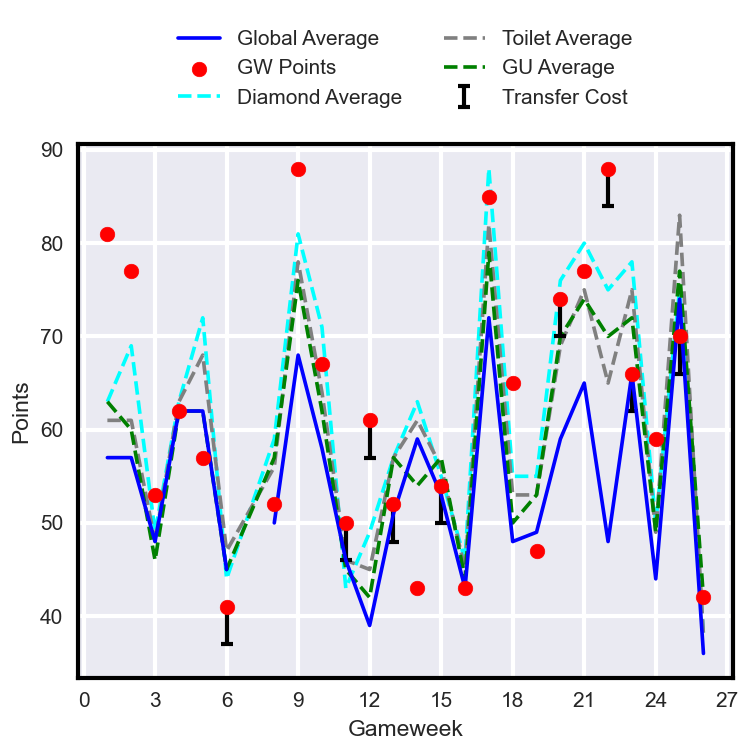 Global Average
GW Points
Diamond Average
Toilet Average
GU Average
Transfer Cost
90
80
70
60
50
40
Points
0 3 6 9 12 15 18 21 24 27
Gameweek